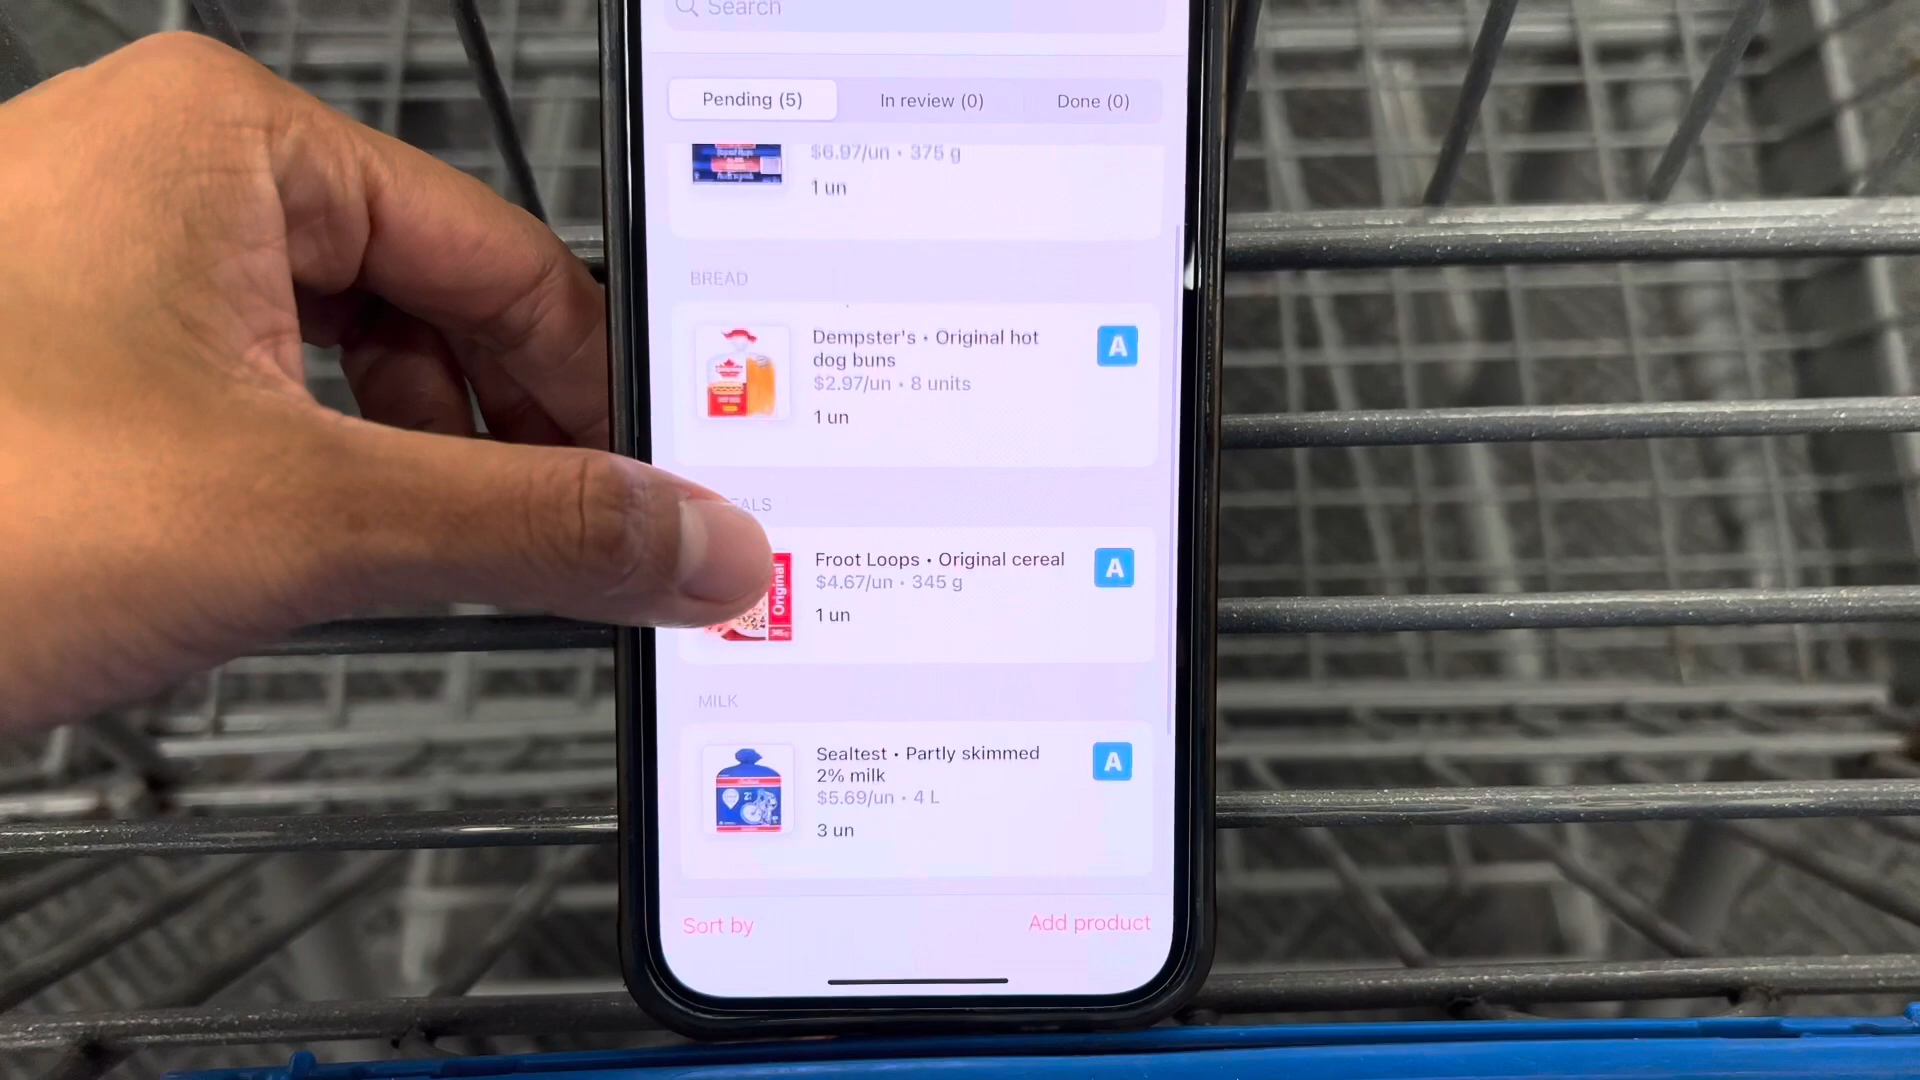 Search
Pending (5)
In review (0)
Done (0)
$6.97/un • 375 g
1 un
BREAD
Dempster's • Original hot
dog buns
$2.97/un • 8 units
1 un
A
EALS
Original
345 g
Froot Loops • Original cereal
$4.67/un • 345 g
1 un
A
MILK
Sealtest • Partly skimmed
2% milk
$5.69/un • 4 L
3 un
A
Sort by
Add product